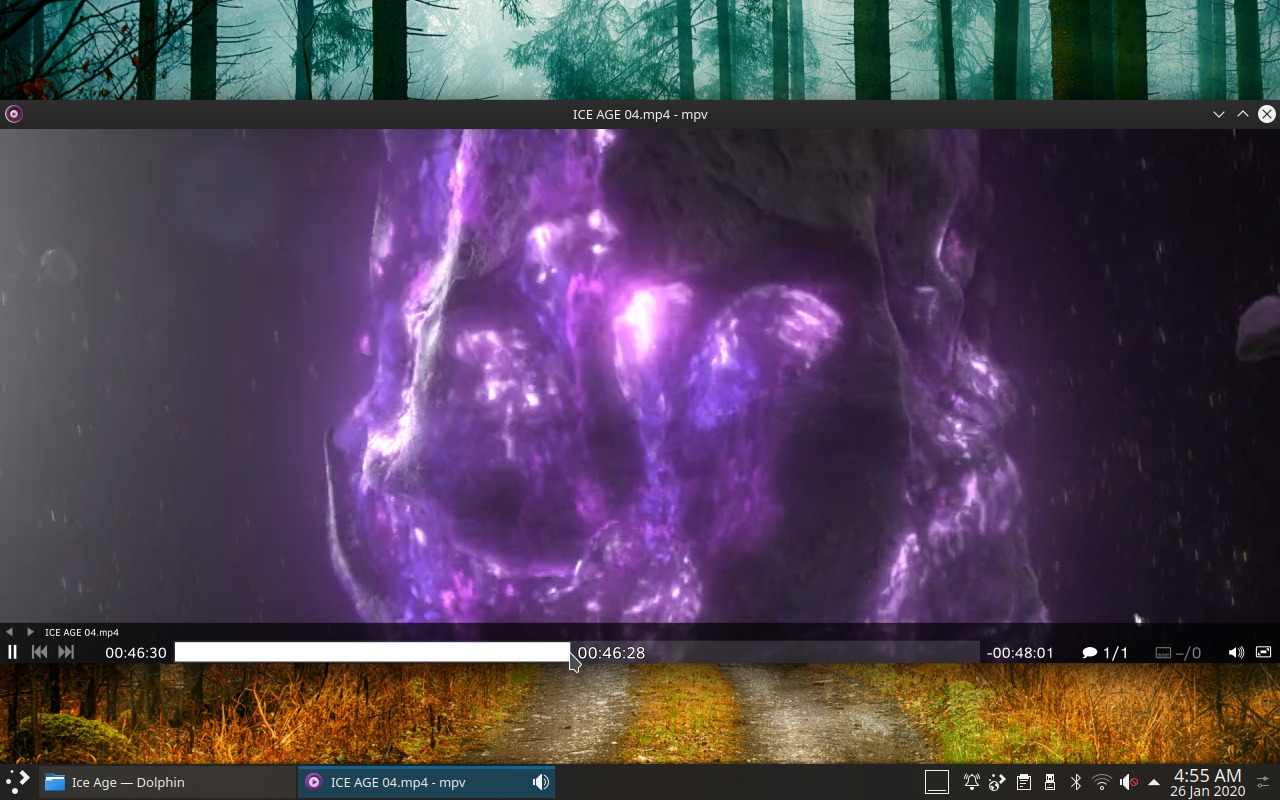 ICE AGE 04.mp4 - mpv
ICE AGE 04.mp4
00:46:30
00:46:28
-00:48:01
1/1
–/0
Ice Age — Dolphin
ICE AGE 04.mp4 - mpv
4:55 AM
26 Jan 2020